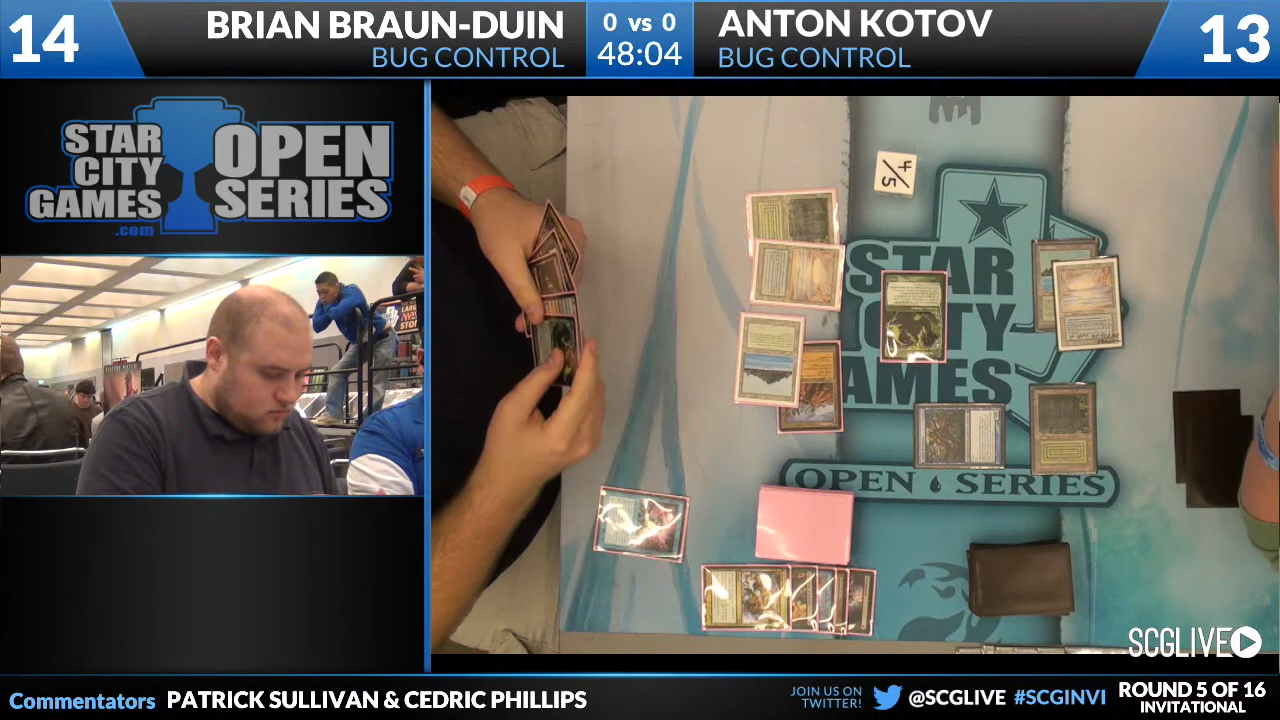 14
BRIAN BRAUN-DUIN
BUG CONTROL
0 vs 0
48:04
ANTON KOTOV
BUG CONTROL
13
STAR
CITY
GAMES
.com
OPEN
SERIES
4/5
STAR
CITY
GAMES
OPEN SERIES
SCGLIVE
Commentators PATRICK SULLIVAN & CEDRIC PHILLIPS
JOIN US ON
TWITTER!
@SCGLIVE #SCGINVI
ROUND 5 OF 16
INVITATIONAL